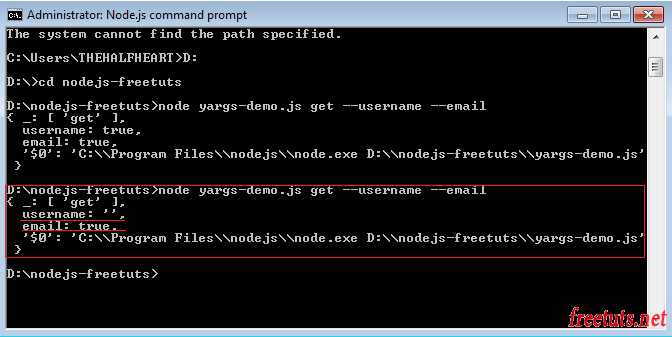 Administrator: Node.js command prompt
The system cannot find the path specified.
C:\Users\THEHALFHEART>D:
D:\>cd nodejs-freetuts
D:\nodejs-freetuts>node yargs-demo.js get --username --email
{ _: [ 'get' ],
username: true,
email: true,
'$0': 'C:\\Program Files\\nodejs\\node.exe D:\\nodejs-freetuts\\yargs-demo.js'
}
D:\nodejs-freetuts>node yargs-demo.js get --username --email
{ _: [ 'get' ],
username: '',
email: true,
'$0': 'C:\\Program Files\\nodejs\\node.exe D:\\nodejs-freetuts\\yargs-demo.js'
}
D:\nodejs-freetuts>
freetuts.net